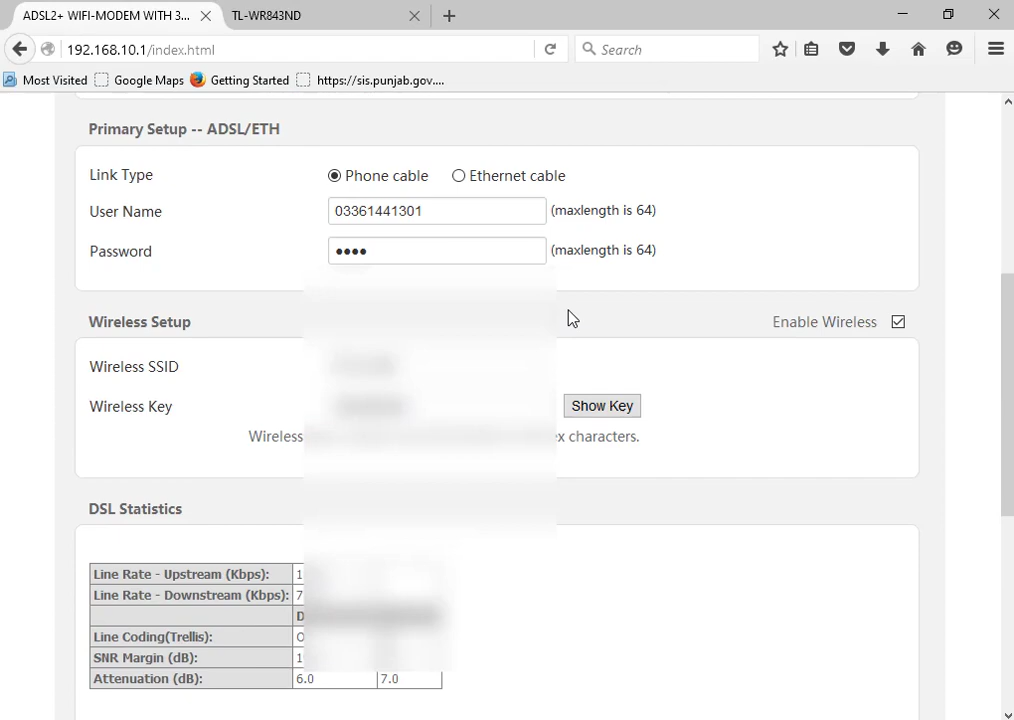 ADSL2+ WIFI-MODEM WITH 3...
TL-WR843ND
192.168.10.1/index.html
Search
Most Visited
Google Maps
Getting Started
https://sis.punjab.gov....
Primary Setup -- ADSL/ETH
Link Type
Phone cable
Ethernet cable
User Name
03361441301
(maxlength is 64)
Password
••••
(maxlength is 64)
Wireless Setup
Enable Wireless
Wireless SSID
Wireless Key
Show Key
Wireless
characters.
DSL Statistics
Line Rate - Upstream (Kbps):
Line Rate - Downstream (Kbps):
Line Coding(Trellis):
SNR Margin (dB):
Attenuation (dB): 6.0 7.0